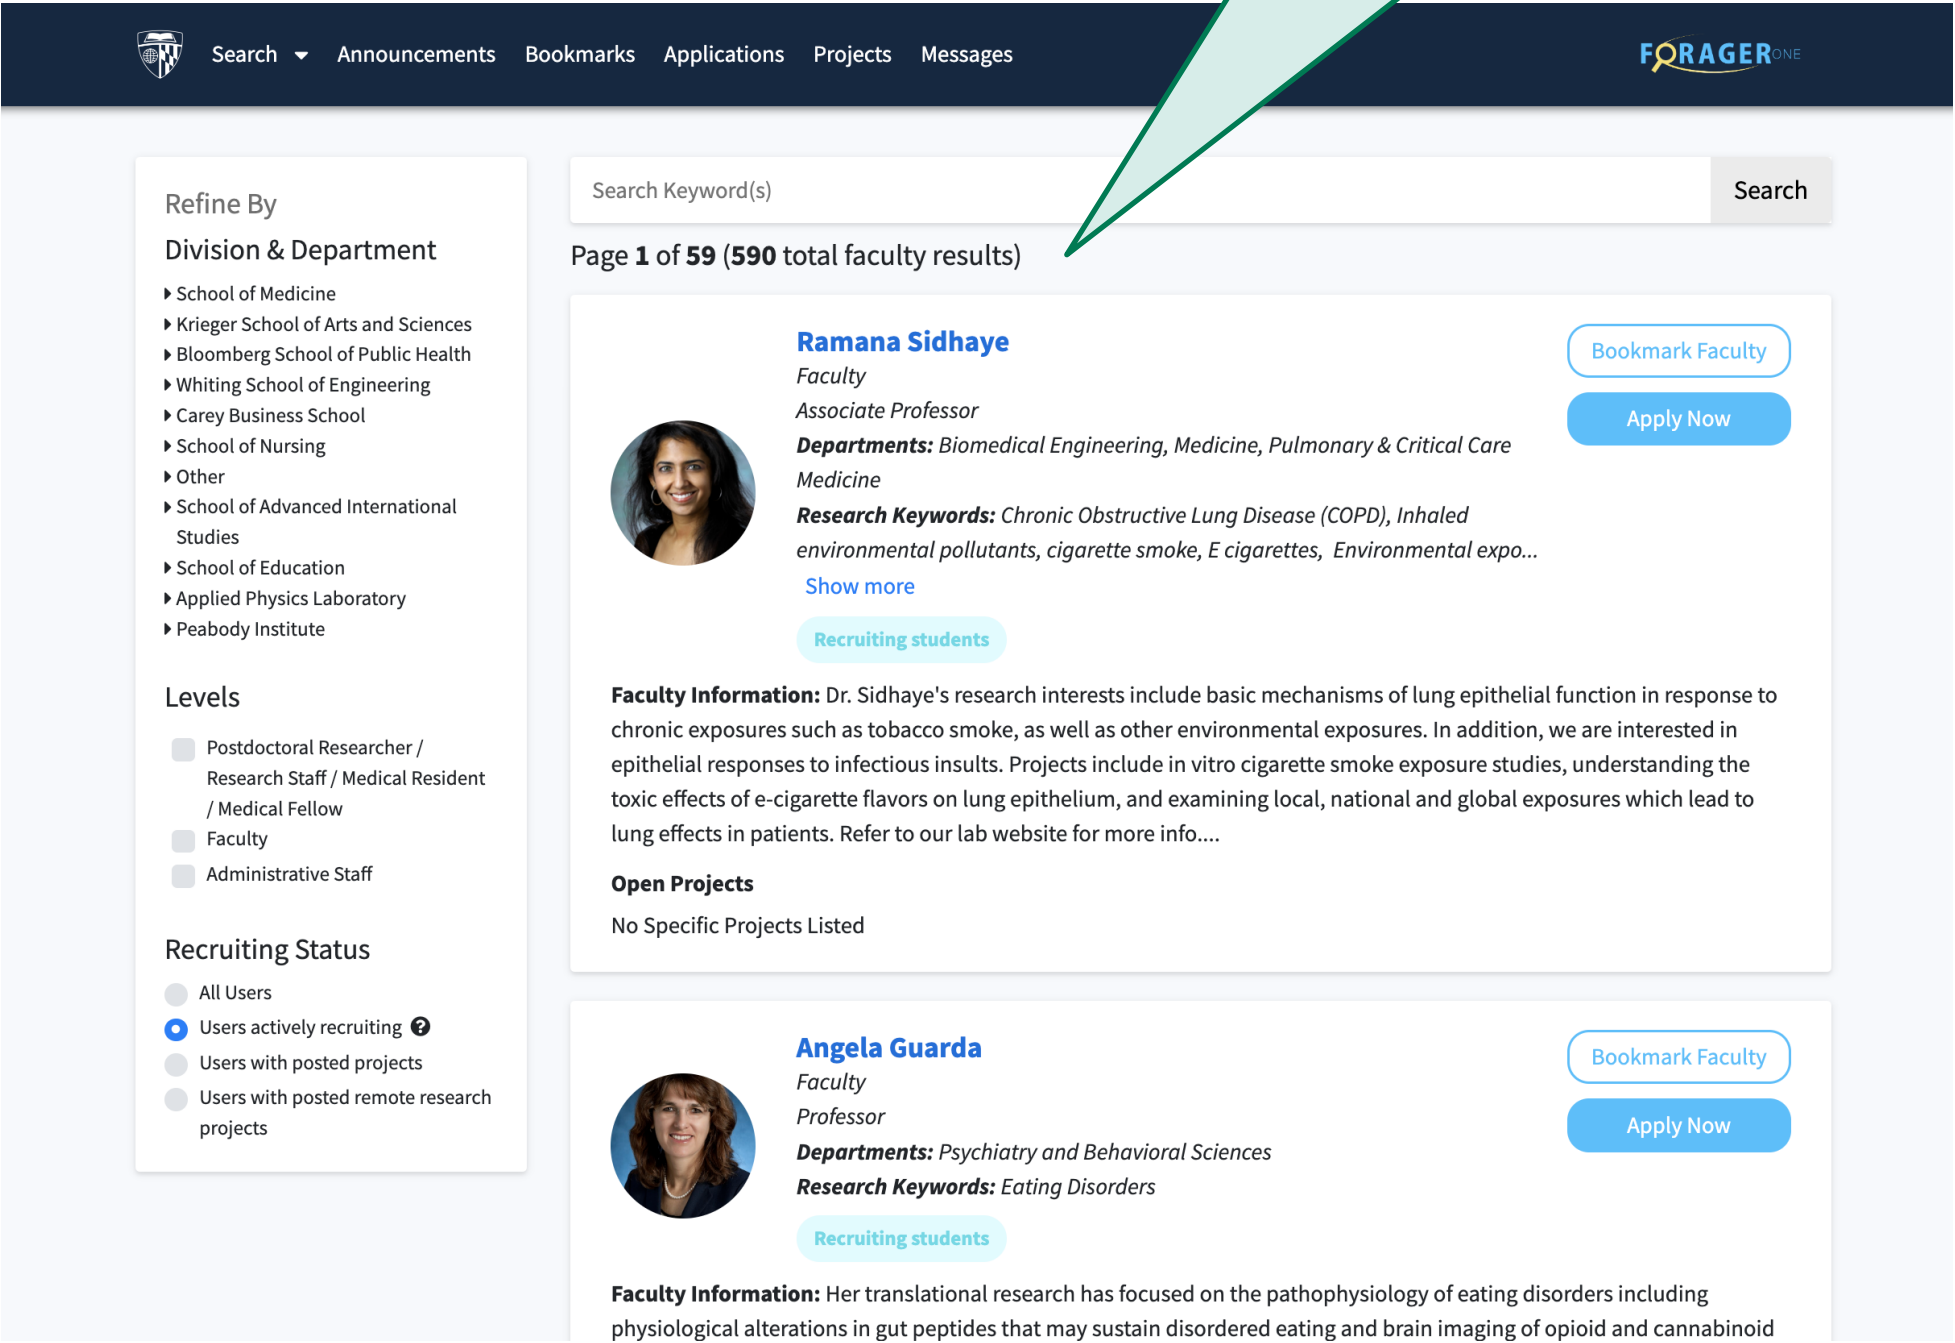 Search Announcements Bookmarks Applications Projects Messages
FORAGERONE
Refine By
Division & Department
School of Medicine
Krieger School of Arts and Sciences
Bloomberg School of Public Health
Whiting School of Engineering
Carey Business School
School of Nursing
Other
School of Advanced International
Studies
School of Education
Applied Physics Laboratory
Peabody Institute
Levels
Postdoctoral Researcher /
Research Staff / Medical Resident
/ Medical Fellow
Faculty
Administrative Staff
Recruiting Status
All Users
Users actively recruiting ?
Users with posted projects
Users with posted remote research
projects
Search Keyword(s)
Search
Page 1 of 59 (590 total faculty results)
Ramana Sidhaye
Faculty
Associate Professor
Departments: Biomedical Engineering, Medicine, Pulmonary & Critical Care
Medicine
Research Keywords: Chronic Obstructive Lung Disease (COPD), Inhaled
environmental pollutants, cigarette smoke, E cigarettes, Environmental expo...
Show more
Recruiting students
Bookmark Faculty
Apply Now
Faculty Information: Dr. Sidhaye's research interests include basic mechanisms of lung epithelial function in response to
chronic exposures such as tobacco smoke, as well as other environmental exposures. In addition, we are interested in
epithelial responses to infectious insults. Projects include in vitro cigarette smoke exposure studies, understanding the
toxic effects of e-cigarette flavors on lung epithelium, and examining local, national and global exposures which lead to
lung effects in patients. Refer to our lab website for more info....
Open Projects
No Specific Projects Listed
Angela Guarda
Faculty
Professor
Departments: Psychiatry and Behavioral Sciences
Research Keywords: Eating Disorders
Recruiting students
Bookmark Faculty
Apply Now
Faculty Information: Her translational research has focused on the pathophysiology of eating disorders including
physiological alterations in gut peptides that may sustain disordered eating and brain imaging of opioid and cannabinoid